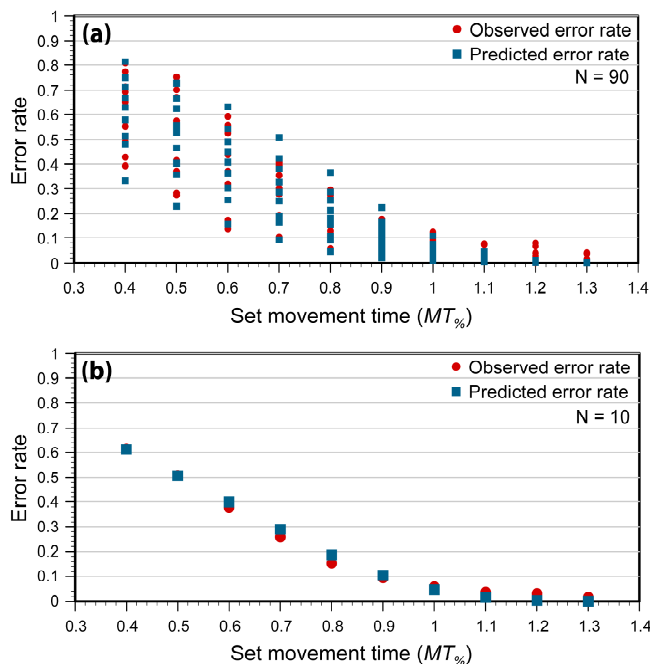 (a)
Observed error rate
Predicted error rate
N = 90
Error rate
1
0.9
0.8
0.7
0.6
0.5
0.4
0.3
0.2
0.1
0
0.3 0.4 0.5 0.6 0.7 0.8 0.9 1.0 1.1 1.2 1.3 1.4
Set movement time (MT%)
(b)
Observed error rate
Predicted error rate
N = 10
Error rate
1
0.9
0.8
0.7
0.6
0.5
0.4
0.3
0.2
0.1
0
0.3 0.4 0.5 0.6 0.7 0.8 0.9 1.0 1.1 1.2 1.3 1.4
Set movement time (MT%)